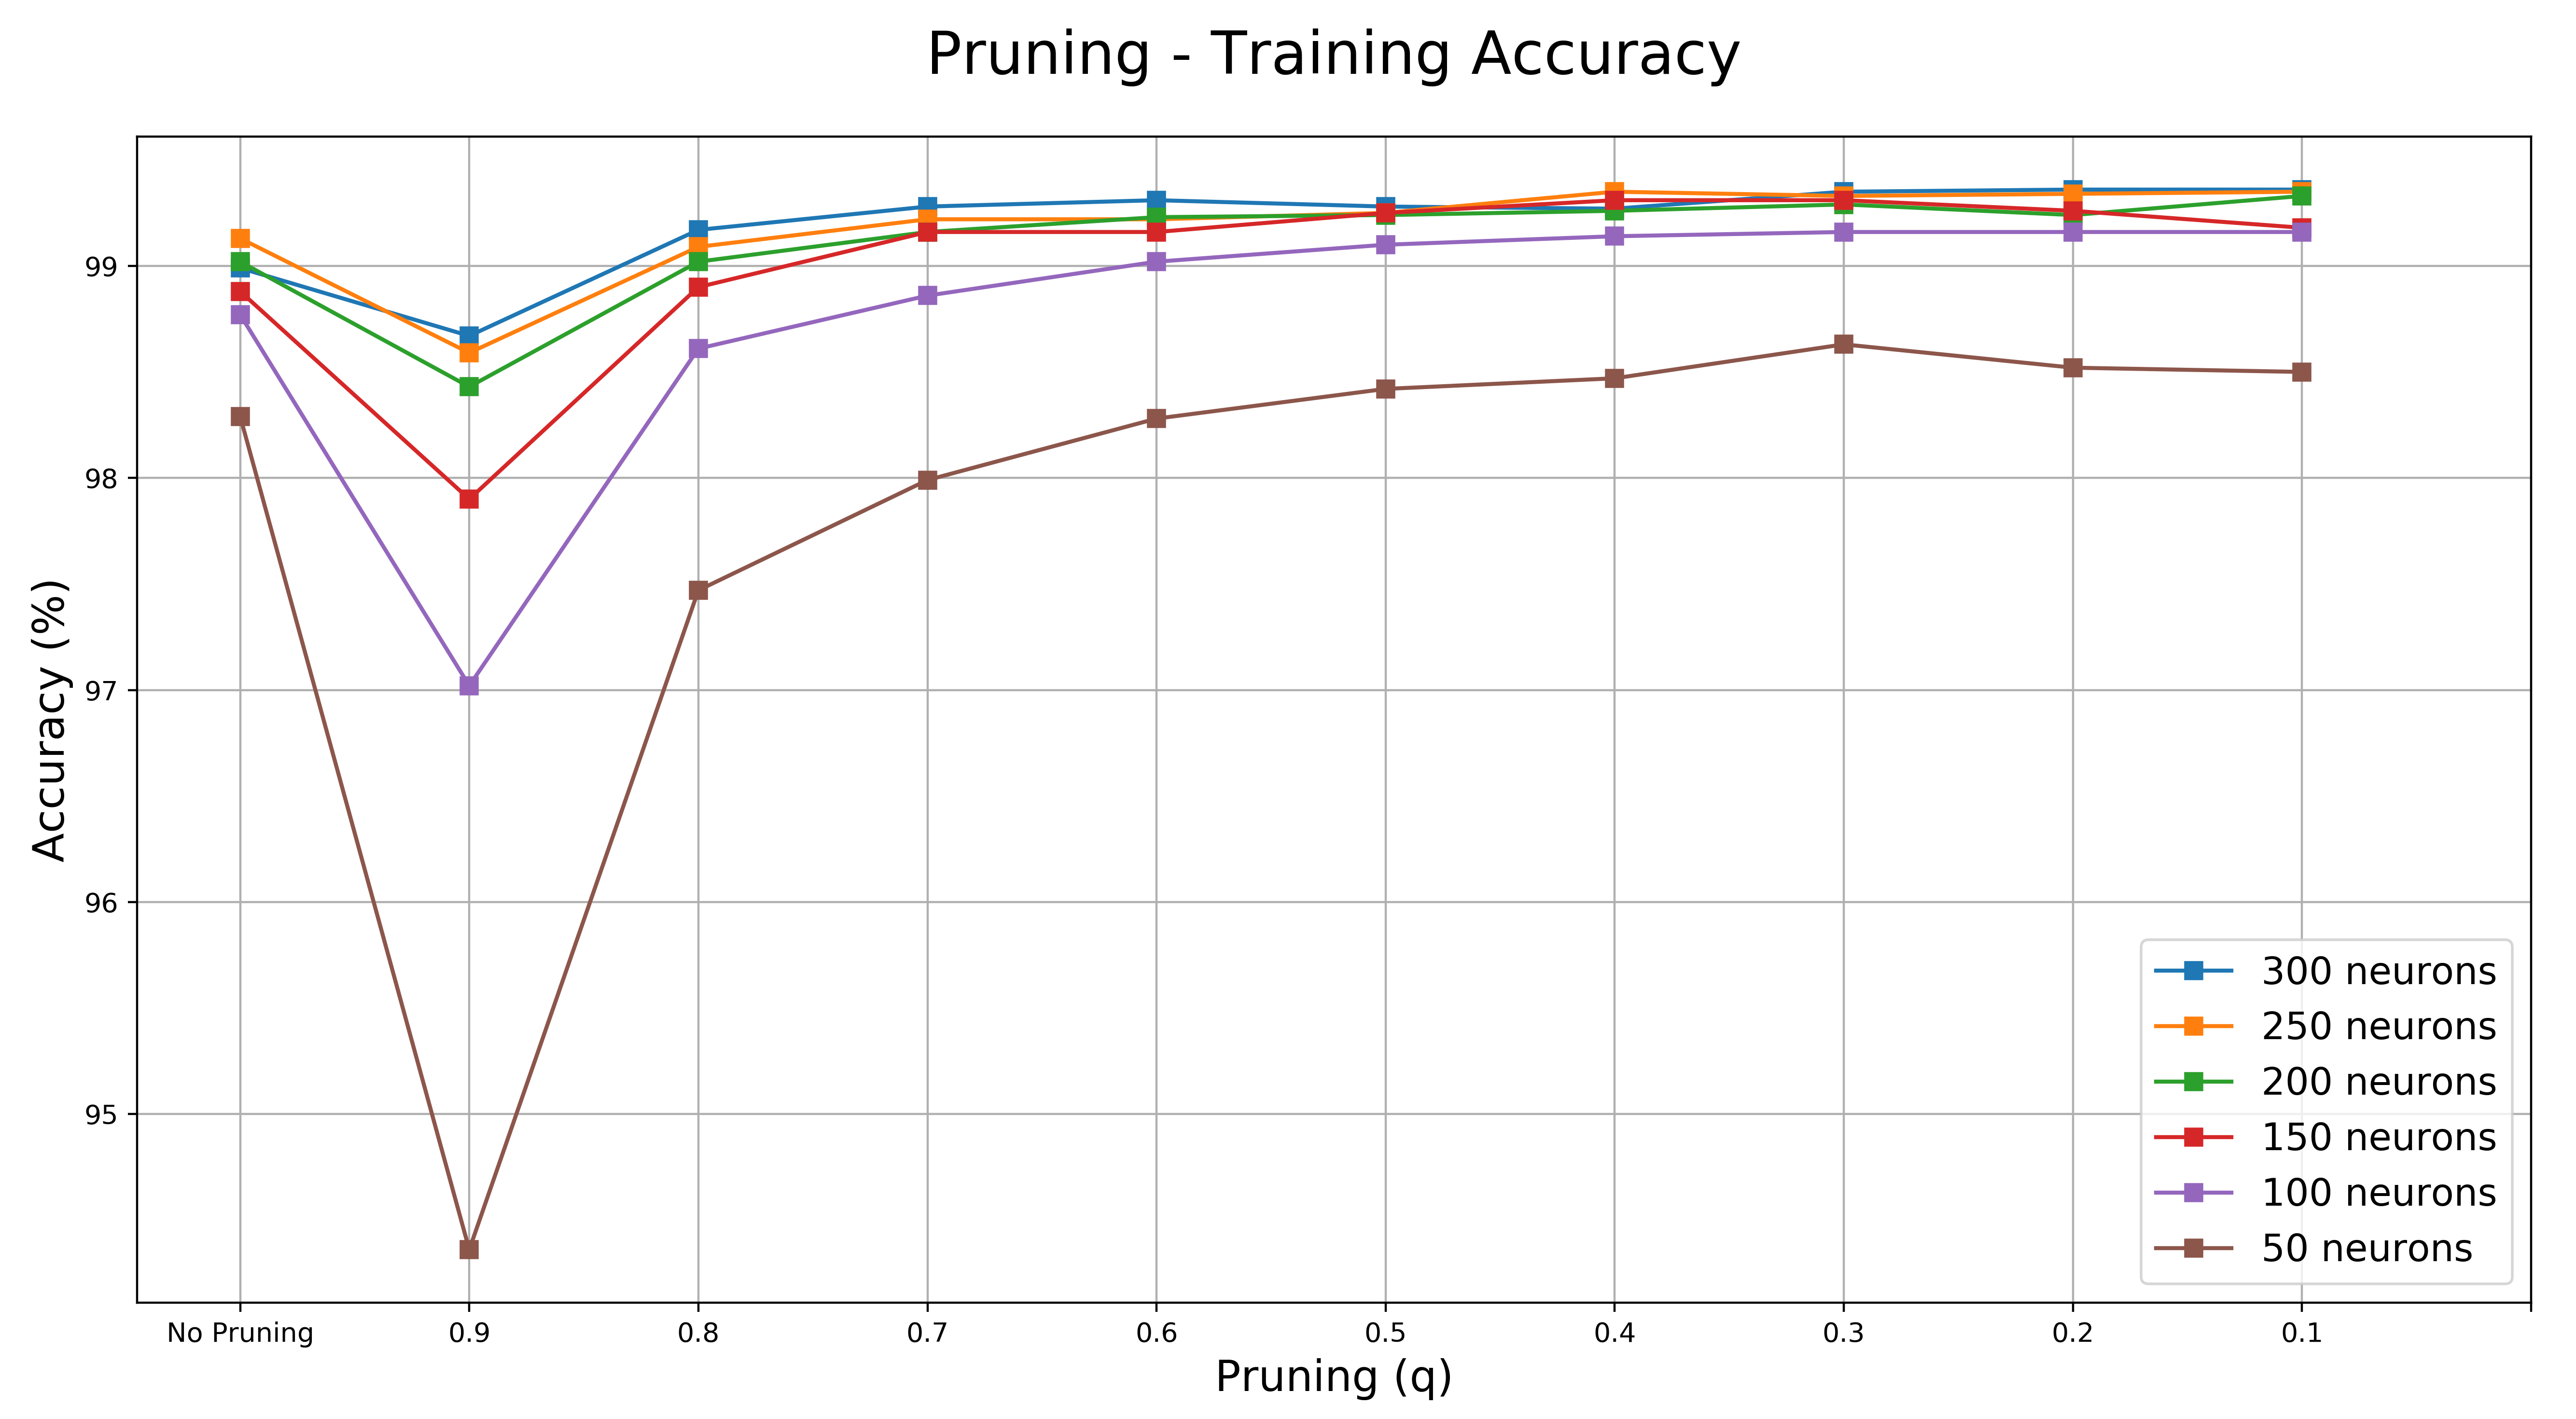 Pruning - Training Accuracy
Accuracy (%)
99
98
97
96
95
300 neurons
250 neurons
200 neurons
150 neurons
100 neurons
50 neurons
No Pruning 0.9 0.8 0.7 0.6 0.5 0.4 0.3 0.2 0.1
Pruning (q)